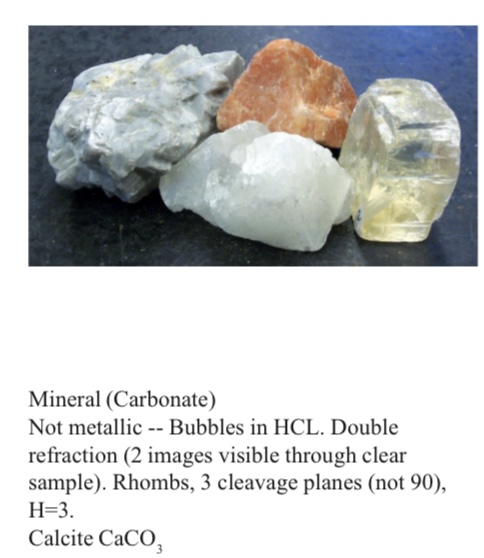 Mineral (Carbonate)
Not metallic -- Bubbles in HCL. Double
refraction (2 images visible through clear
sample). Rhombs, 3 cleavage planes (not 90),
H=3.
Calcite CaCO₃